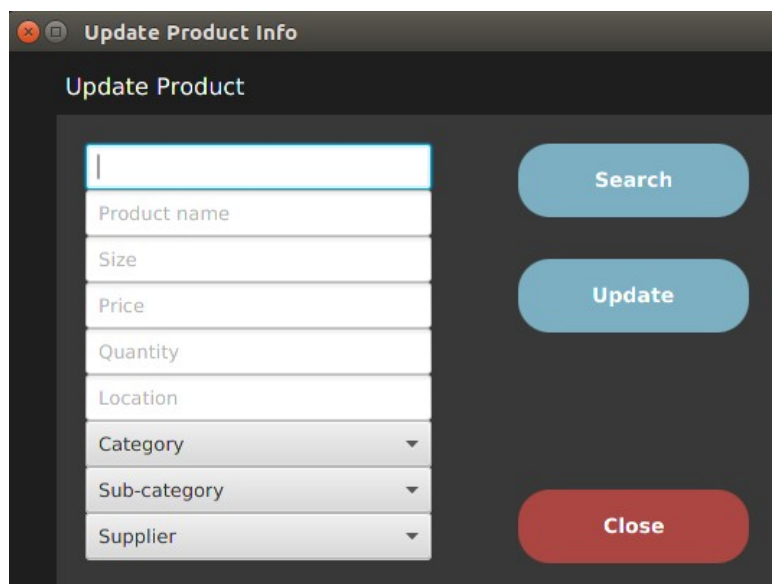 Update Product Info
Update Product
Search
Product name
Size
Price
Update
Quantity
Location
Category
Sub-category
Supplier
Close